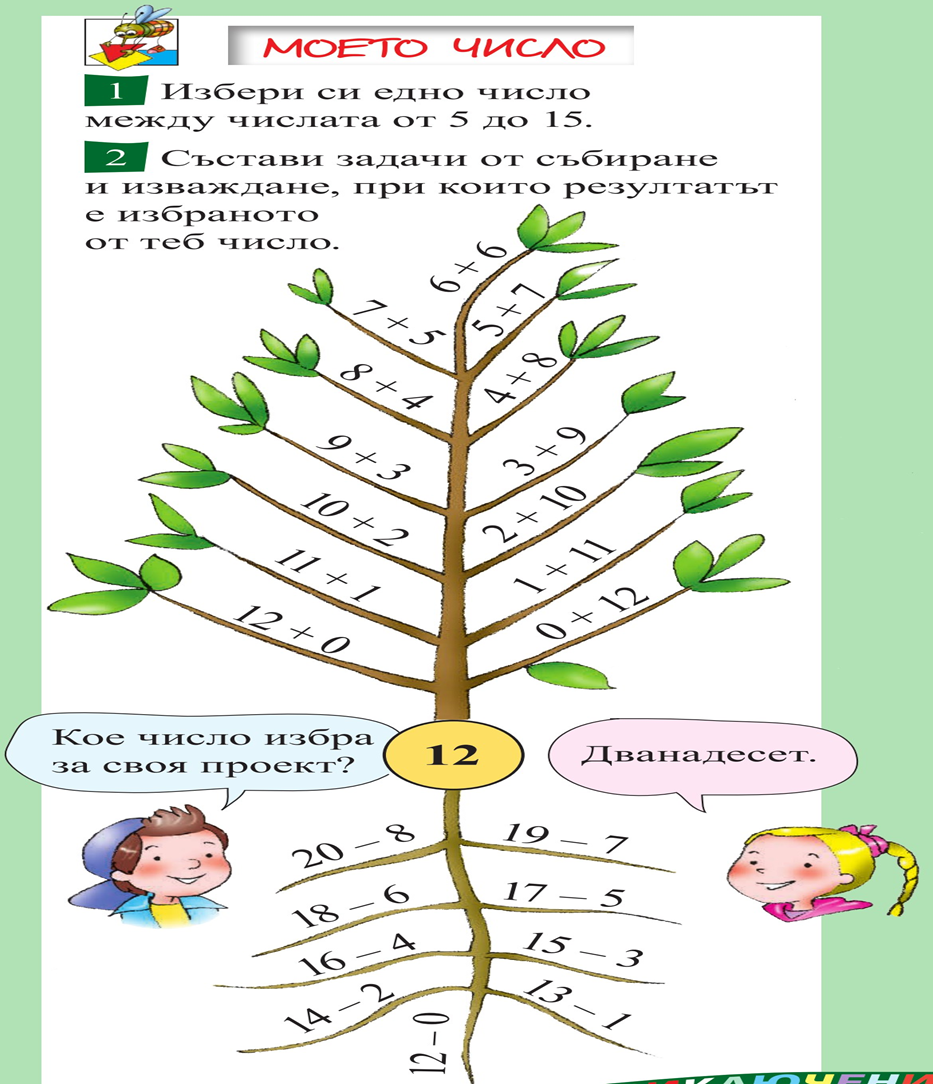 МОЕТО ЧИСЛО
1 Избери си едно число
между числата от 5 до 15.
2 Състави задачи от събиране
и изваждане, при които резултатът
е избраното
от теб число.
6 + 6
7 + 5
5 + 7
8 + 4
4 + 8
9 + 3
3 + 9
10 + 2
2 + 10
11 + 1
1 + 11
12 + 0
0 + 12
Кое число избра
за своя проект?
12
Дванадесет.
20 – 8
19 – 7
18 – 6
17 – 5
16 – 4
15 – 3
14 – 2
13 – 1
12 – 0